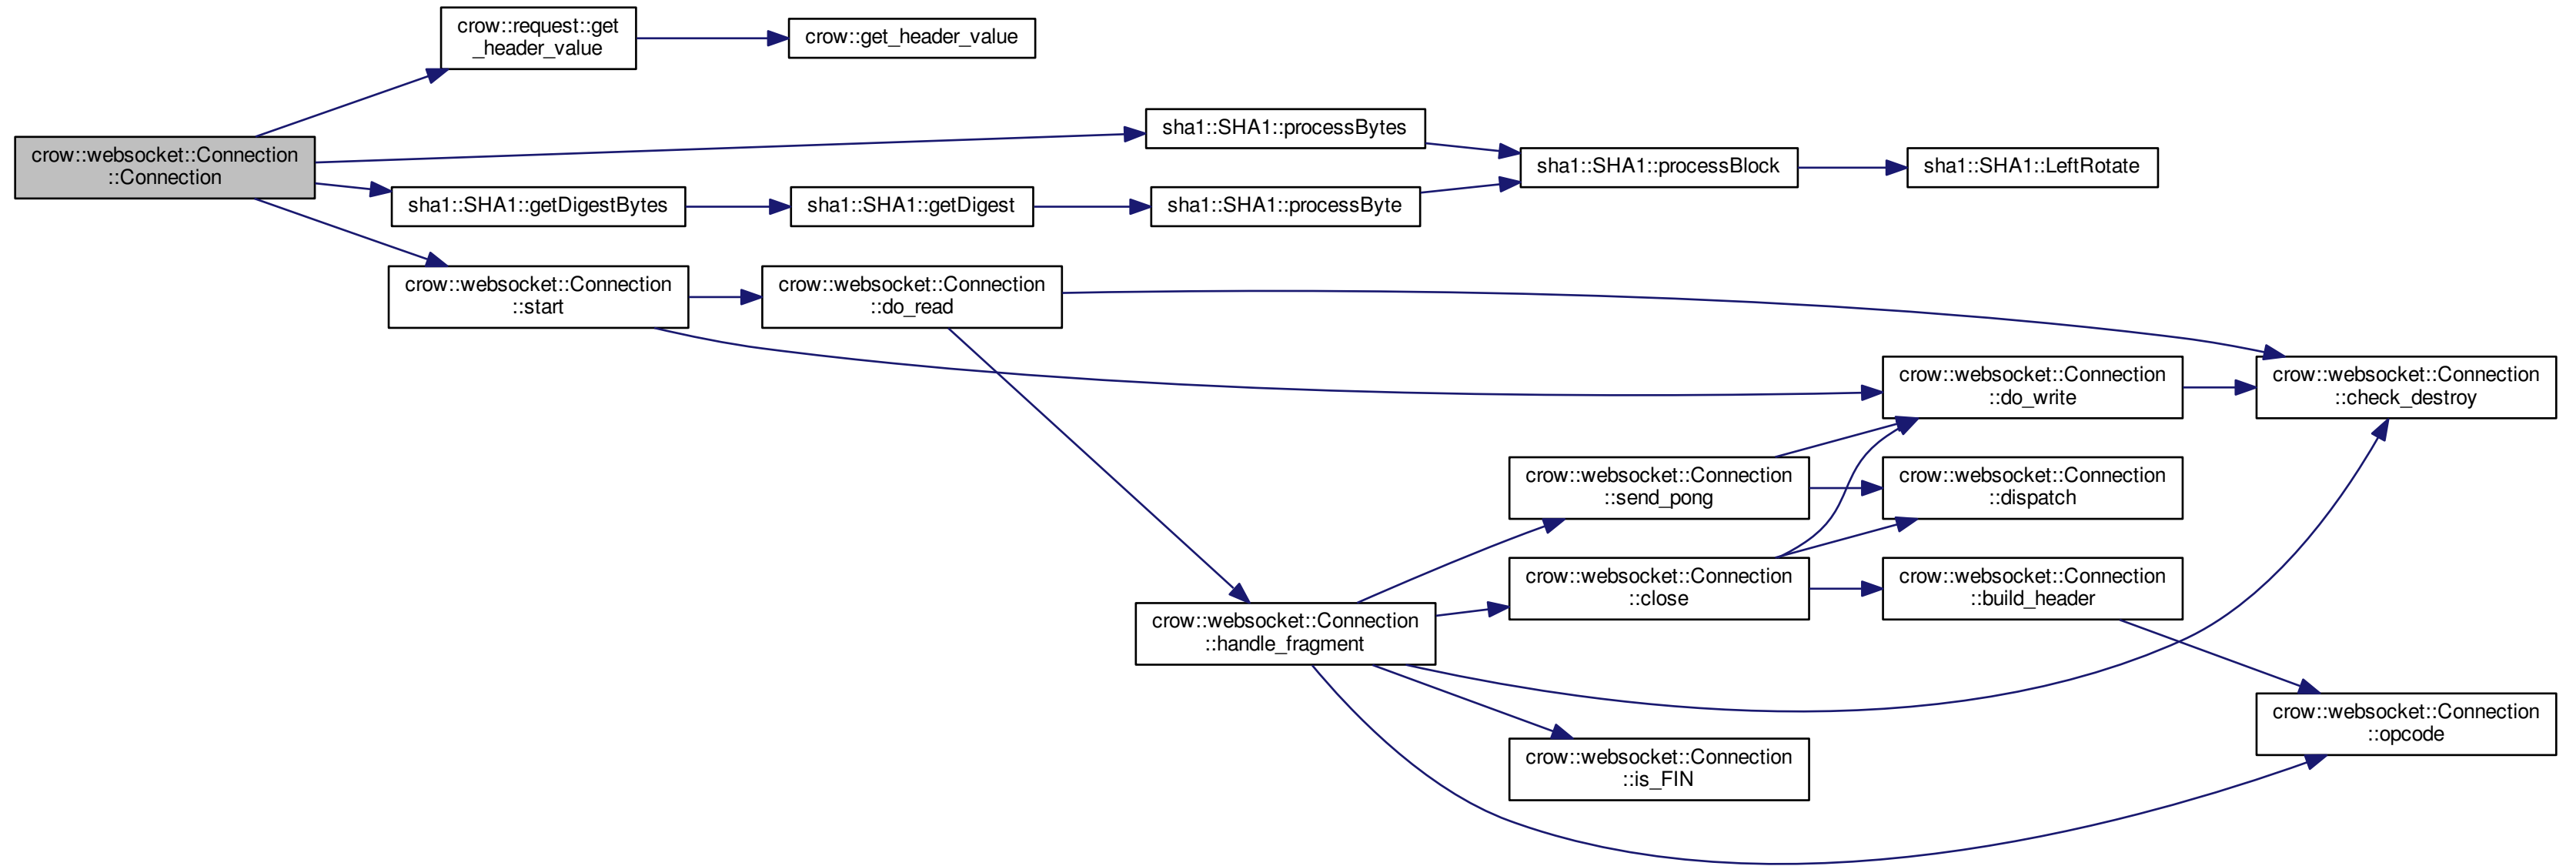 crow::request::get
_header_value
crow::get_header_value
crow::websocket::Connection
::Connection
sha1::SHA1::processBytes
sha1::SHA1::processBlock
sha1::SHA1::LeftRotate
sha1::SHA1::getDigestBytes
sha1::SHA1::getDigest
sha1::SHA1::processByte
crow::websocket::Connection
::start
crow::websocket::Connection
::do_read
crow::websocket::Connection
::do_write
crow::websocket::Connection
::check_destroy
crow::websocket::Connection
::send_pong
crow::websocket::Connection
::dispatch
crow::websocket::Connection
::close
crow::websocket::Connection
::build_header
crow::websocket::Connection
::handle_fragment
crow::websocket::Connection
::opcode
crow::websocket::Connection
::is_FIN